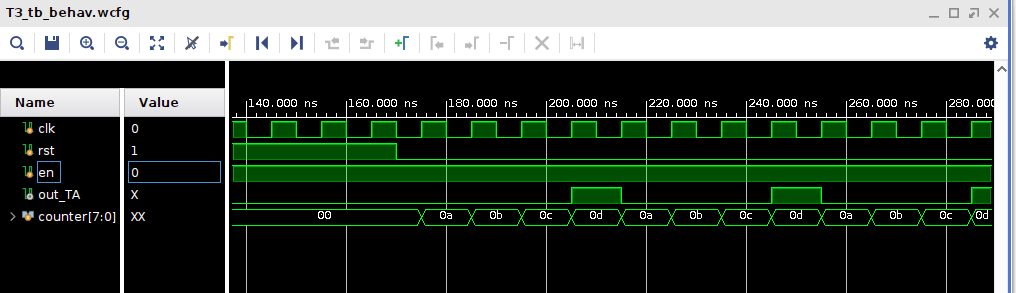 T3_tb_behav.wcfg
Name Value
140.000 ns 160.000 ns 180.000 ns 200.000 ns 220.000 ns 240.000 ns 260.000 ns 280.000
clk 0
rst 1
en 0
out_TA X
counter[7:0] XX 00 0a 0b 0c 0d 0a 0b 0c 0d 0a 0b 0c 0d